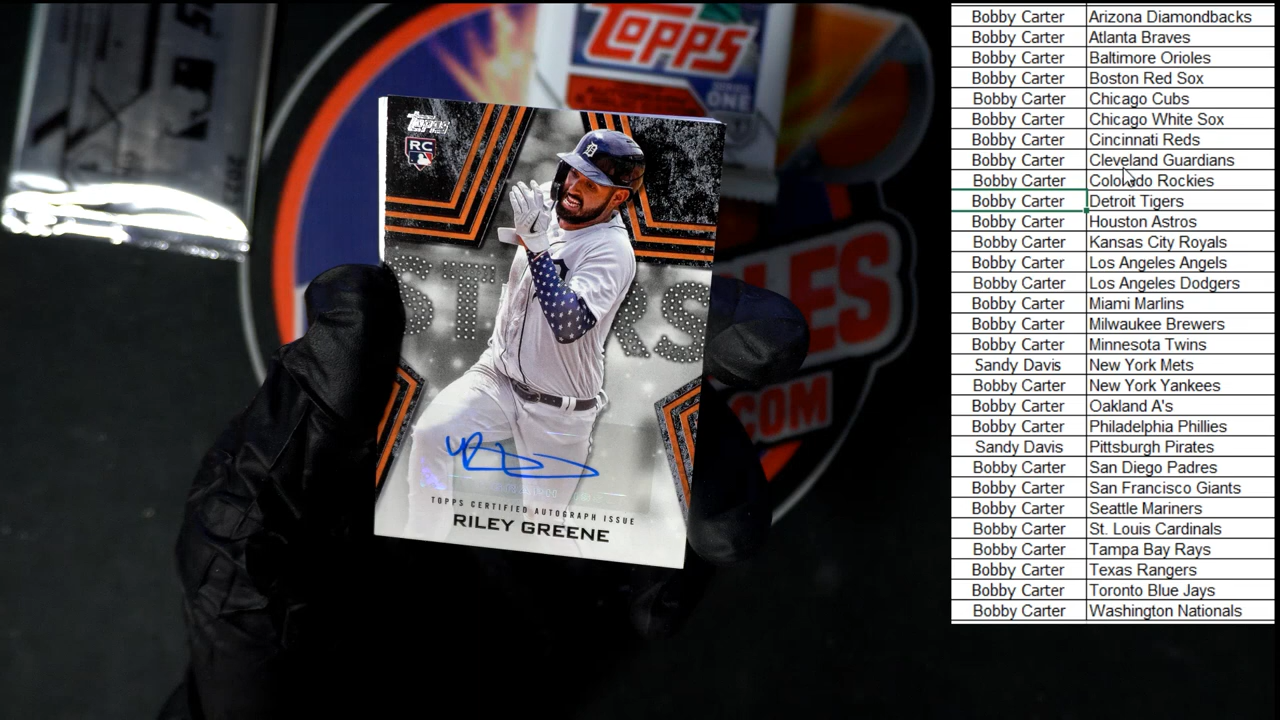 TOPPS
SERIES
ONE
Topps
RC
STARS
TOPPS CERTIFIED AUTOGRAPH ISSUE
RILEY GREENE
.COM
Bobby Carter Arizona Diamondbacks
Bobby Carter Atlanta Braves
Bobby Carter Baltimore Orioles
Bobby Carter Boston Red Sox
Bobby Carter Chicago Cubs
Bobby Carter Chicago White Sox
Bobby Carter Cincinnati Reds
Bobby Carter Cleveland Guardians
Bobby Carter Colorado Rockies
Bobby Carter Detroit Tigers
Bobby Carter Houston Astros
Bobby Carter Kansas City Royals
Bobby Carter Los Angeles Angels
Bobby Carter Los Angeles Dodgers
Bobby Carter Miami Marlins
Bobby Carter Milwaukee Brewers
Bobby Carter Minnesota Twins
Sandy Davis New York Mets
Bobby Carter New York Yankees
Bobby Carter Oakland A's
Bobby Carter Philadelphia Phillies
Sandy Davis Pittsburgh Pirates
Bobby Carter San Diego Padres
Bobby Carter San Francisco Giants
Bobby Carter Seattle Mariners
Bobby Carter St. Louis Cardinals
Bobby Carter Tampa Bay Rays
Bobby Carter Texas Rangers
Bobby Carter Toronto Blue Jays
Bobby Carter Washington Nationals